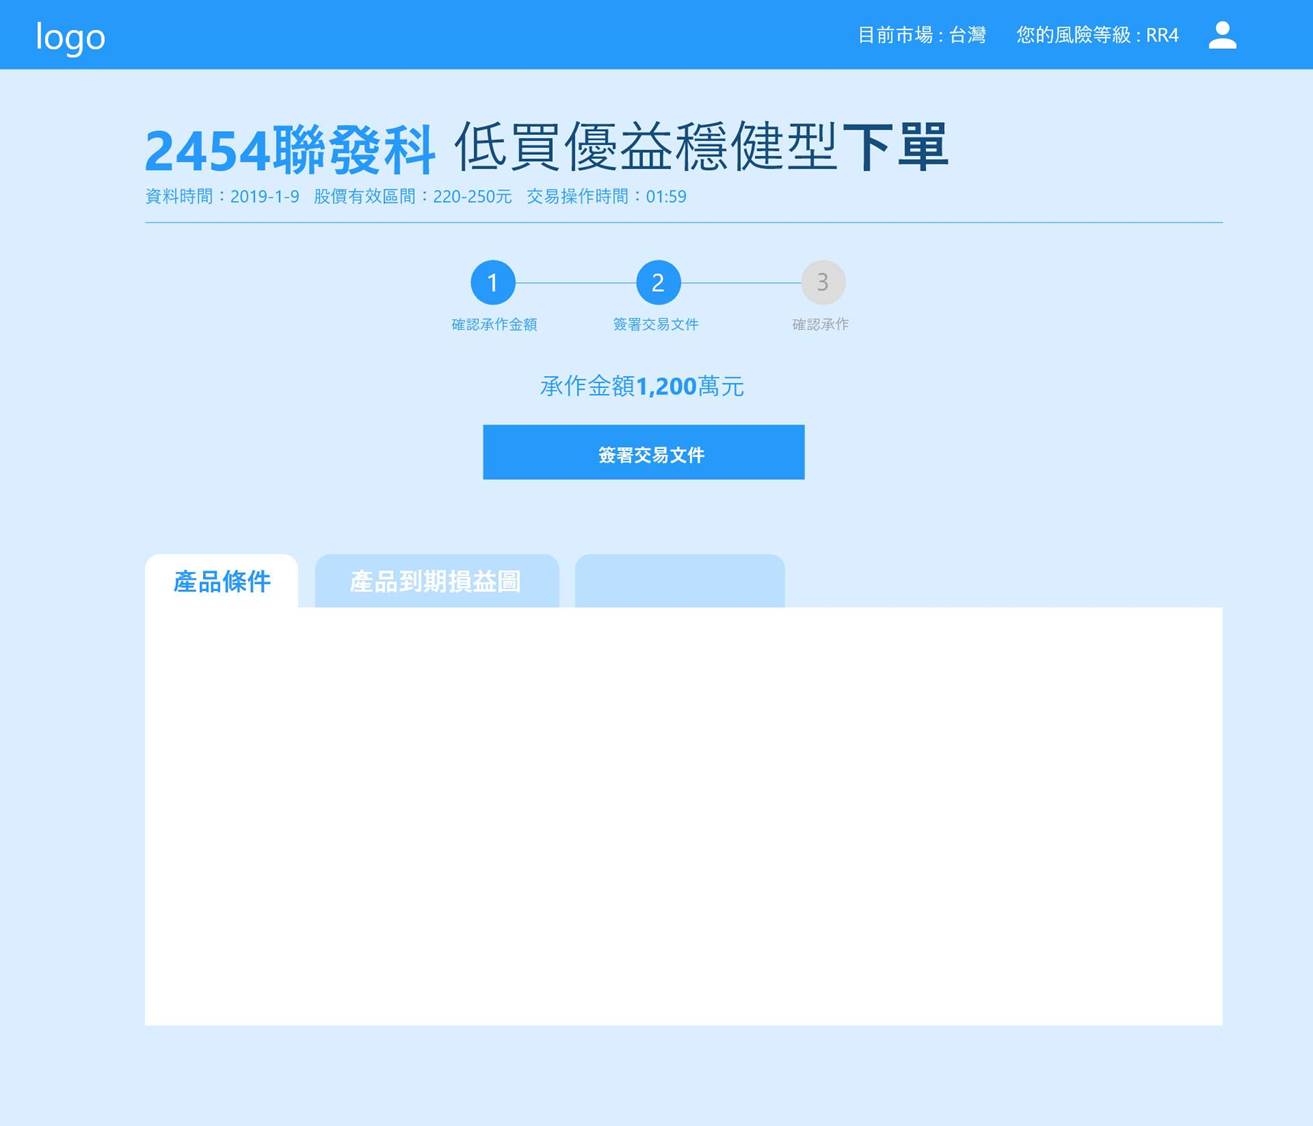 logo
目前市場 : 台灣 您的風險等級 : RR4
2454聯發科 低買優益穩健型下單
資料時間：2019-1-9 股價有效區間：220-250元 交易操作時間：01:59
1 2 3
確認承作金額 簽署交易文件 確認承作
承作金額1,200萬元
簽署交易文件
產品條件 產品到期損益圖